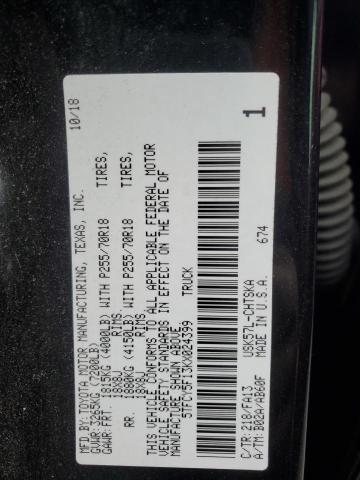 MFD.BY:TOYOTA MOTOR MANUFACTURING, TEXAS, INC. 10/18
GVWR:3265KG(7200LB)
GAWR:FRT. 1815KG(4000LB)WITH P255/70R18 TIRES,
18X8J RIMS,
RR. 1880KG(4150LB)WITH P255/70R18 TIRES,
18X8J RIMS.
THIS VEHICLE CONFORMS TO ALL APPLICABLE FEDERAL MOTOR
VEHICLE SAFETY STANDARDS IN EFFECT ON THE DATE OF
MANUFACTURE SHOWN ABOVE.
5TFCY5F13KX024399 TRUCK
1
C/TR:218/FA13 USK57L-CHTSKA 674
A/TM:B02A/AB60F MADE IN U.S.A.